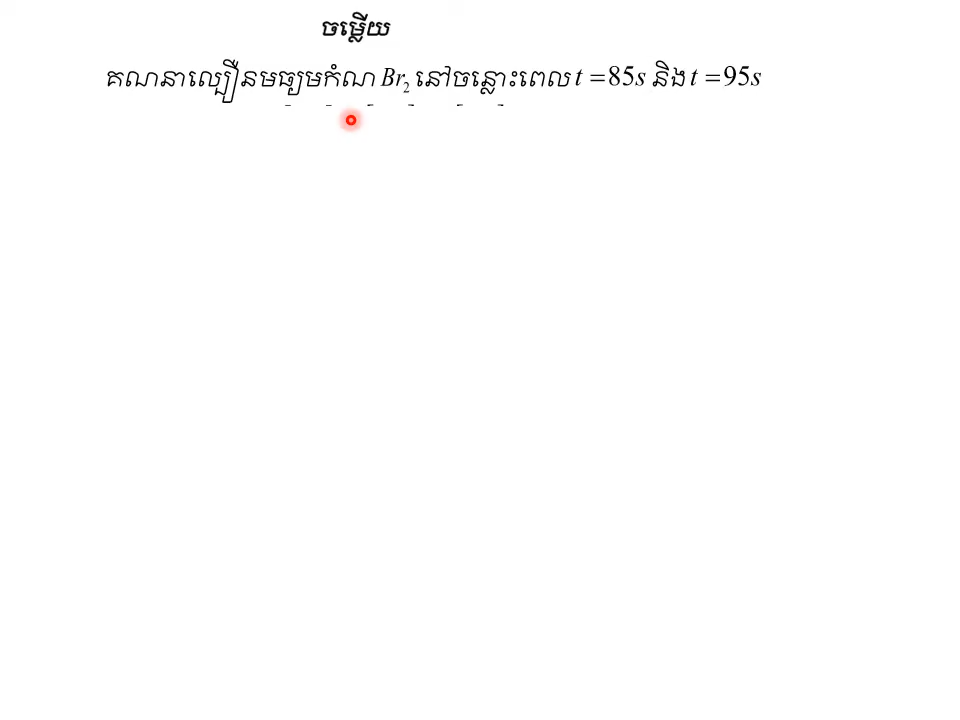 ចម្លើយ
គណនាល្បឿនមធ្យមកំណ Br₂ នៅចន្លោះពេល t = 85s និង t = 95s